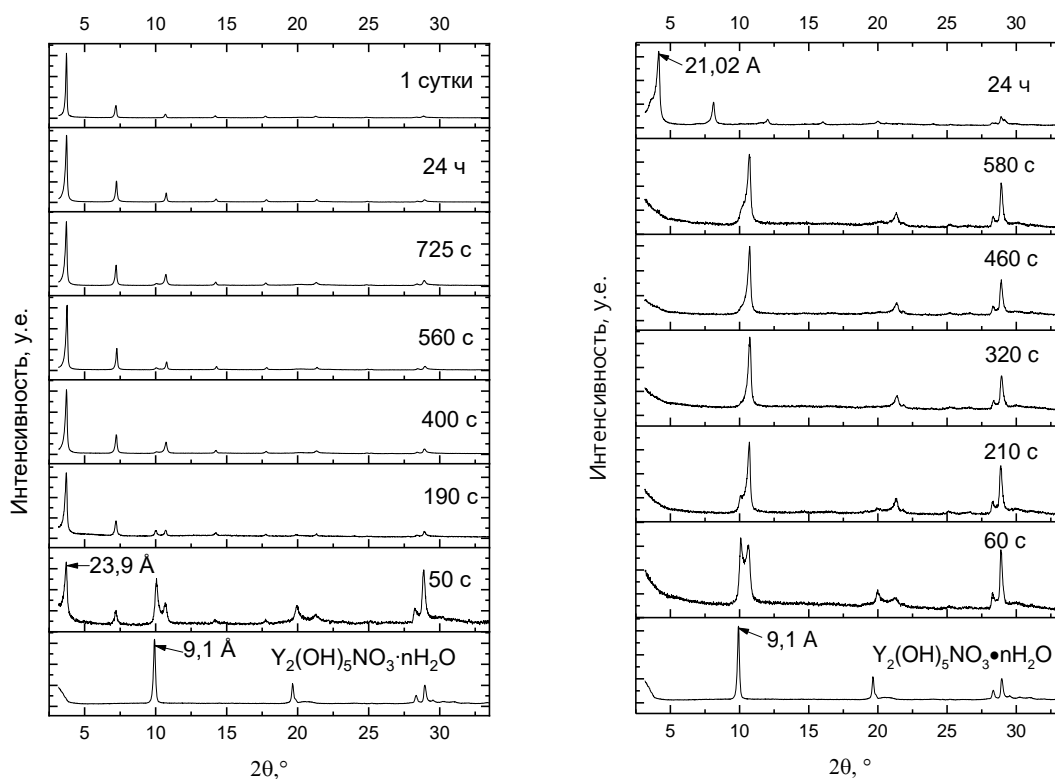 5 10 15 20 25 30
1 сутки
24 ч
725 с
560 с
400 с
190 с
23,9 Å
50 с
9,1 Å
Y₂(OH)₅NO₃·nH₂O
5 10 15 20 25 30
2θ,°
Интенсивность, у.е.
5 10 15 20 25 30
21,02 А
24 ч
580 с
460 с
320 с
210 с
60 с
9,1 А
Y₂(OH)₅NO₃•nH₂O
5 10 15 20 25 30
2θ, °
Интенсивность, у.е.